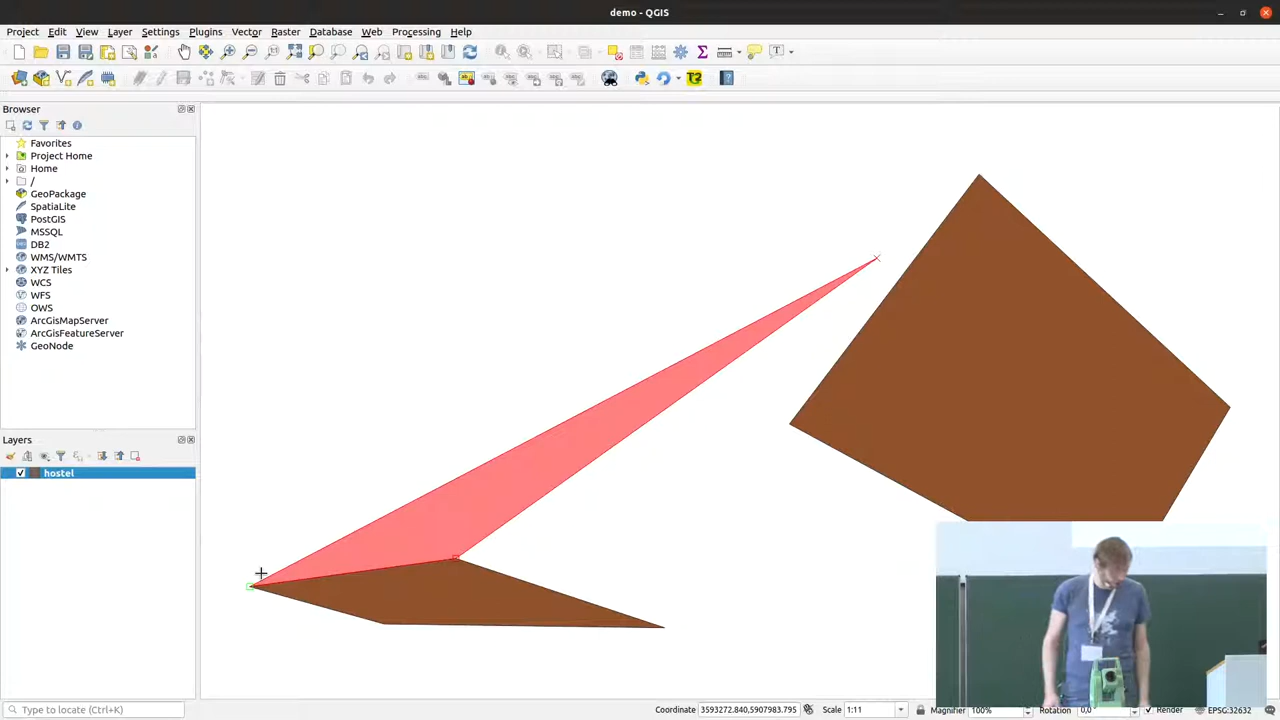 demo - QGIS
Project Edit View Layer Settings Plugins Vector Raster Database Web Processing Help
Browser
Favorites
Project Home
Home
/
GeoPackage
SpatiaLite
PostGIS
MSSQL
DB2
WMS/WMTS
XYZ Tiles
WCS
WFS
OWS
ArcGisMapServer
ArcGisFeatureServer
GeoNode
Layers
hostel
Type to locate (Ctrl+K)
Coordinate 3593272.840,5907983.795 Scale 1:11 Magnifier 100% Rotation 0,0 Render EPSG:32632